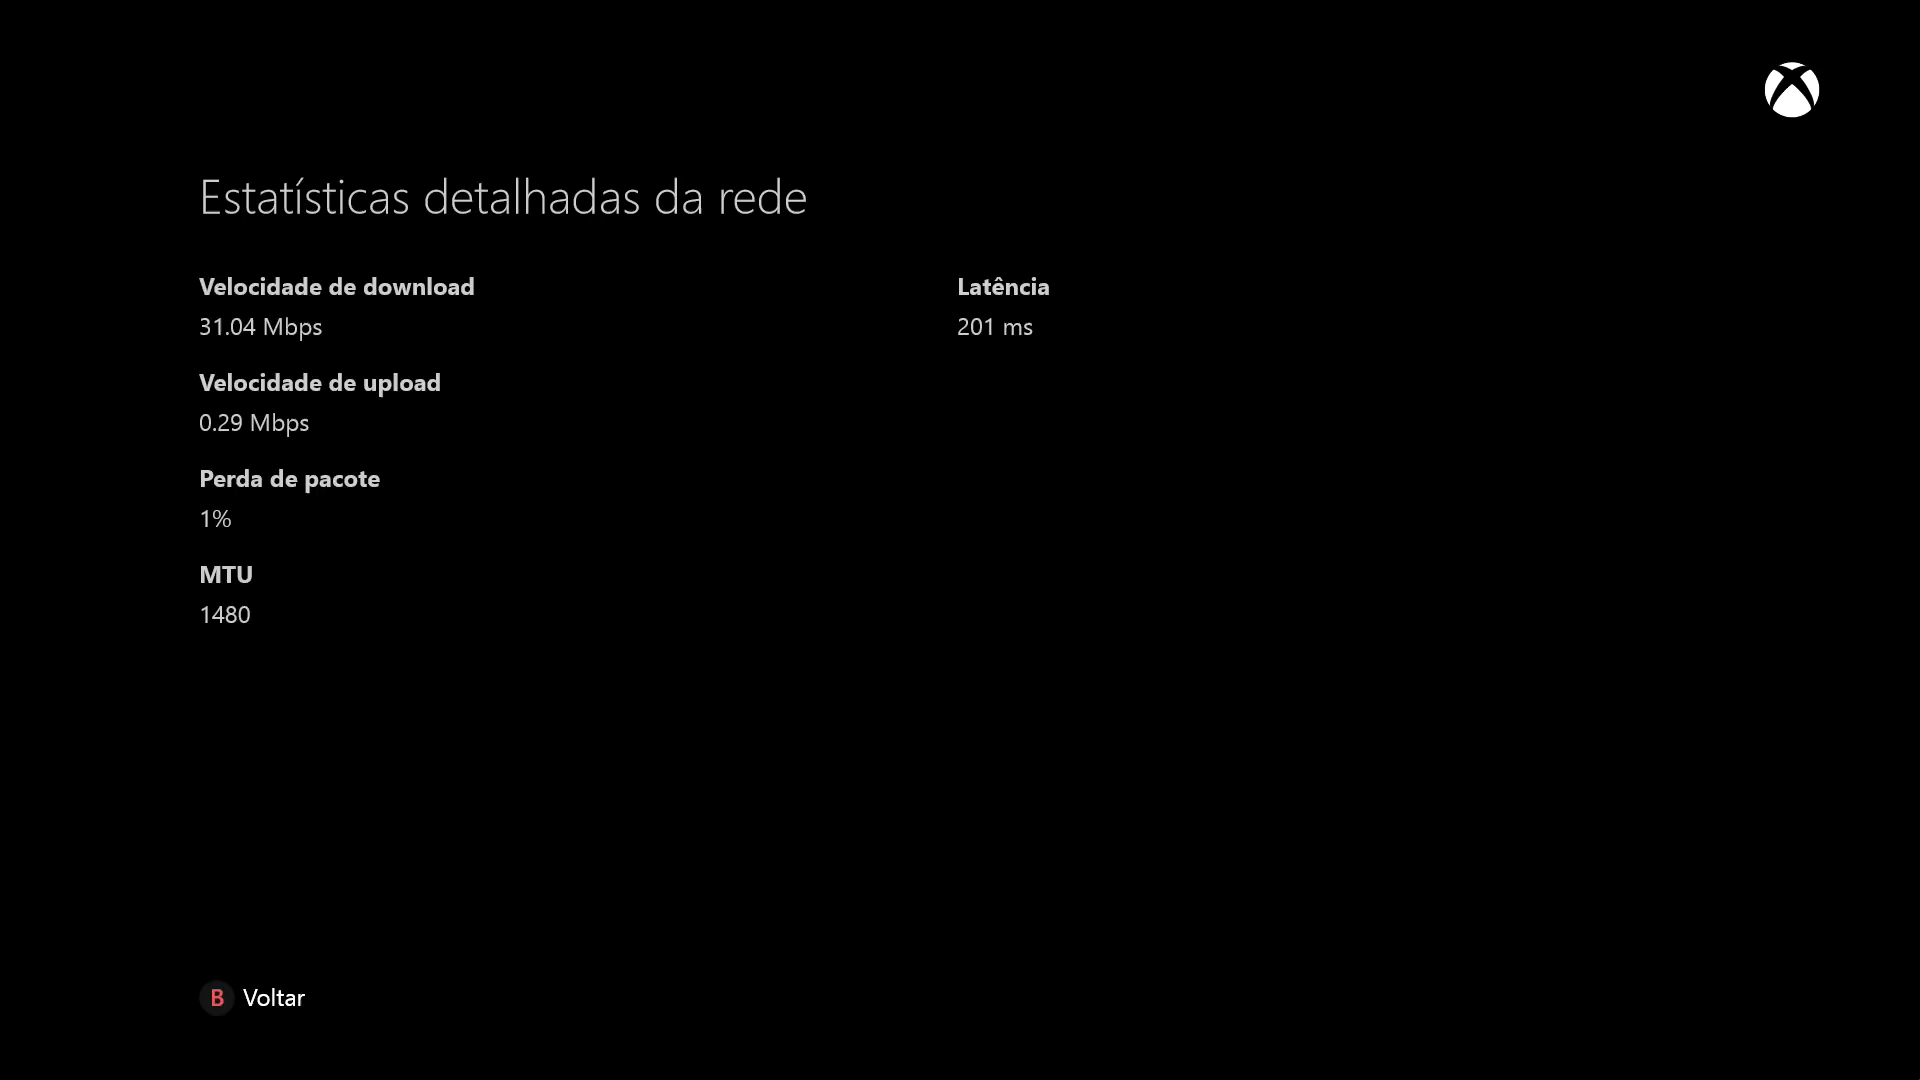 Estatísticas detalhadas da rede
Velocidade de download
31.04 Mbps
Velocidade de upload
0.29 Mbps
Perda de pacote
1%
MTU
1480
Latência
201 ms
B Voltar